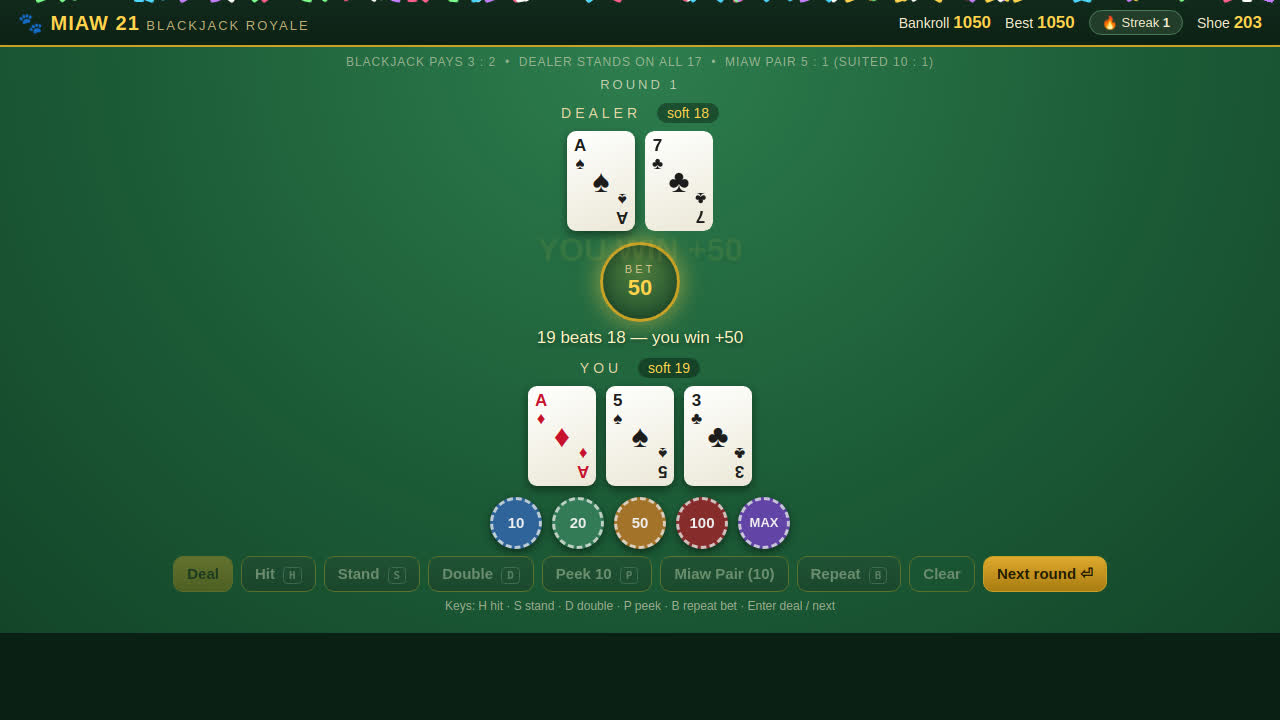 🐾 MIAW 21 BLACKJACK ROYALE
Bankroll 1050 Best 1050 🔥 Streak 1 Shoe 203
BLACKJACK PAYS 3 : 2 • DEALER STANDS ON ALL 17 • MIAW PAIR 5 : 1 (SUITED 10 : 1)
ROUND 1
DEALER soft 18
A♠ ♠ A♠
7♣ ♣ 7♣
YOU WIN +50
BET
50
19 beats 18 — you win +50
YOU soft 19
A♦ ♦ A♦
5♠ ♠ 5♠
3♣ ♣ 3♣
10 20 50 100 MAX
Deal Hit H Stand S Double D Peek 10 P Miaw Pair (10) Repeat B Clear Next round ⏎
Keys: H hit · S stand · D double · P peek · B repeat bet · Enter deal / next